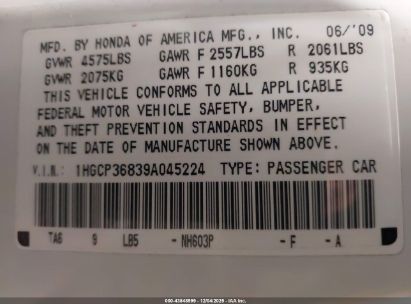 MFD. BY HONDA OF AMERICA MFG., INC. 06/'09
GVWR 4575LBS GAWR F 2557LBS R 2061LBS
GVWR 2075KG GAWR F 1160KG R 935KG
THIS VEHICLE CONFORMS TO ALL APPLICABLE
FEDERAL MOTOR VEHICLE SAFETY, BUMPER,
AND THEFT PREVENTION STANDARDS IN EFFECT
ON THE DATE OF MANUFACTURE SHOWN ABOVE.
V.I.N.: 1HGCP36839A045224 TYPE: PASSENGER CAR
TA6 9 LB5 - NH603P - F - A